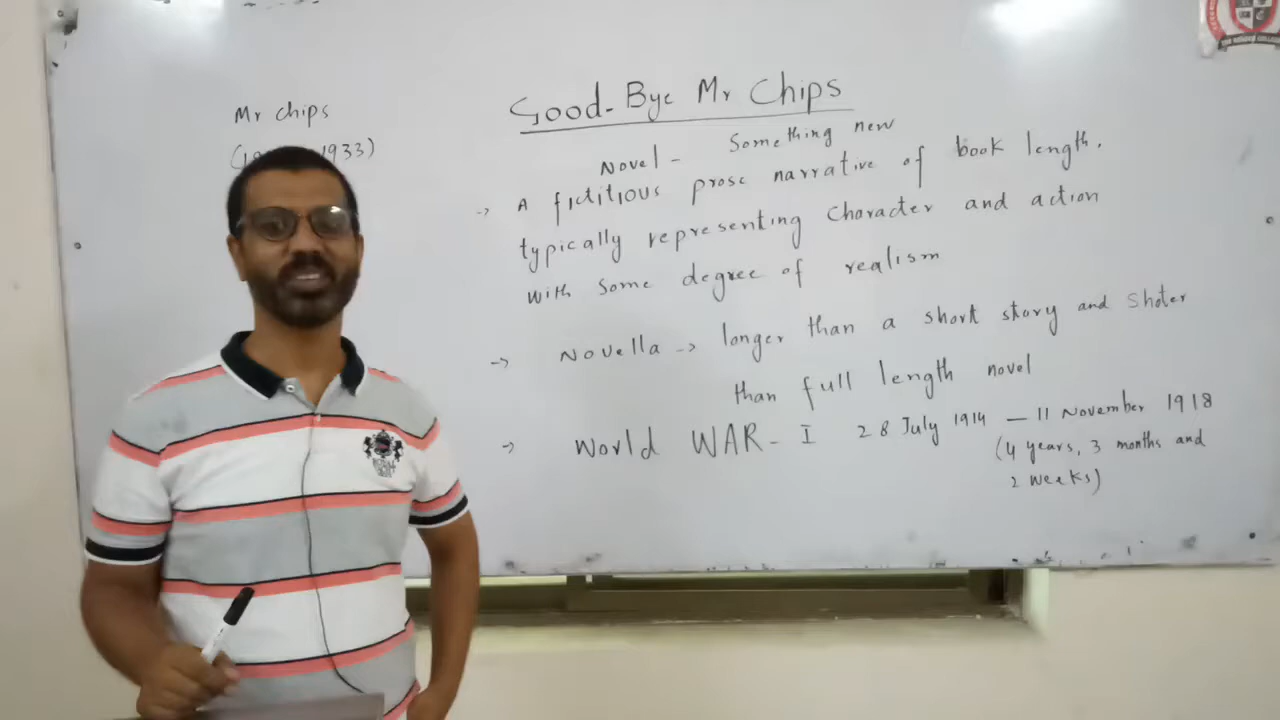 Mr chips
1933)
Good-Bye Mr Chips
Novel - Something new
→ A fictitious prose narrative of book length.
typically representing character and action
with some degree of realism
→ Novella → longer than a short story and shoter
than full length novel
→ World WAR - I 28 July 1914 — 11 November 1918
(4 years, 3 months and
2 weeks)